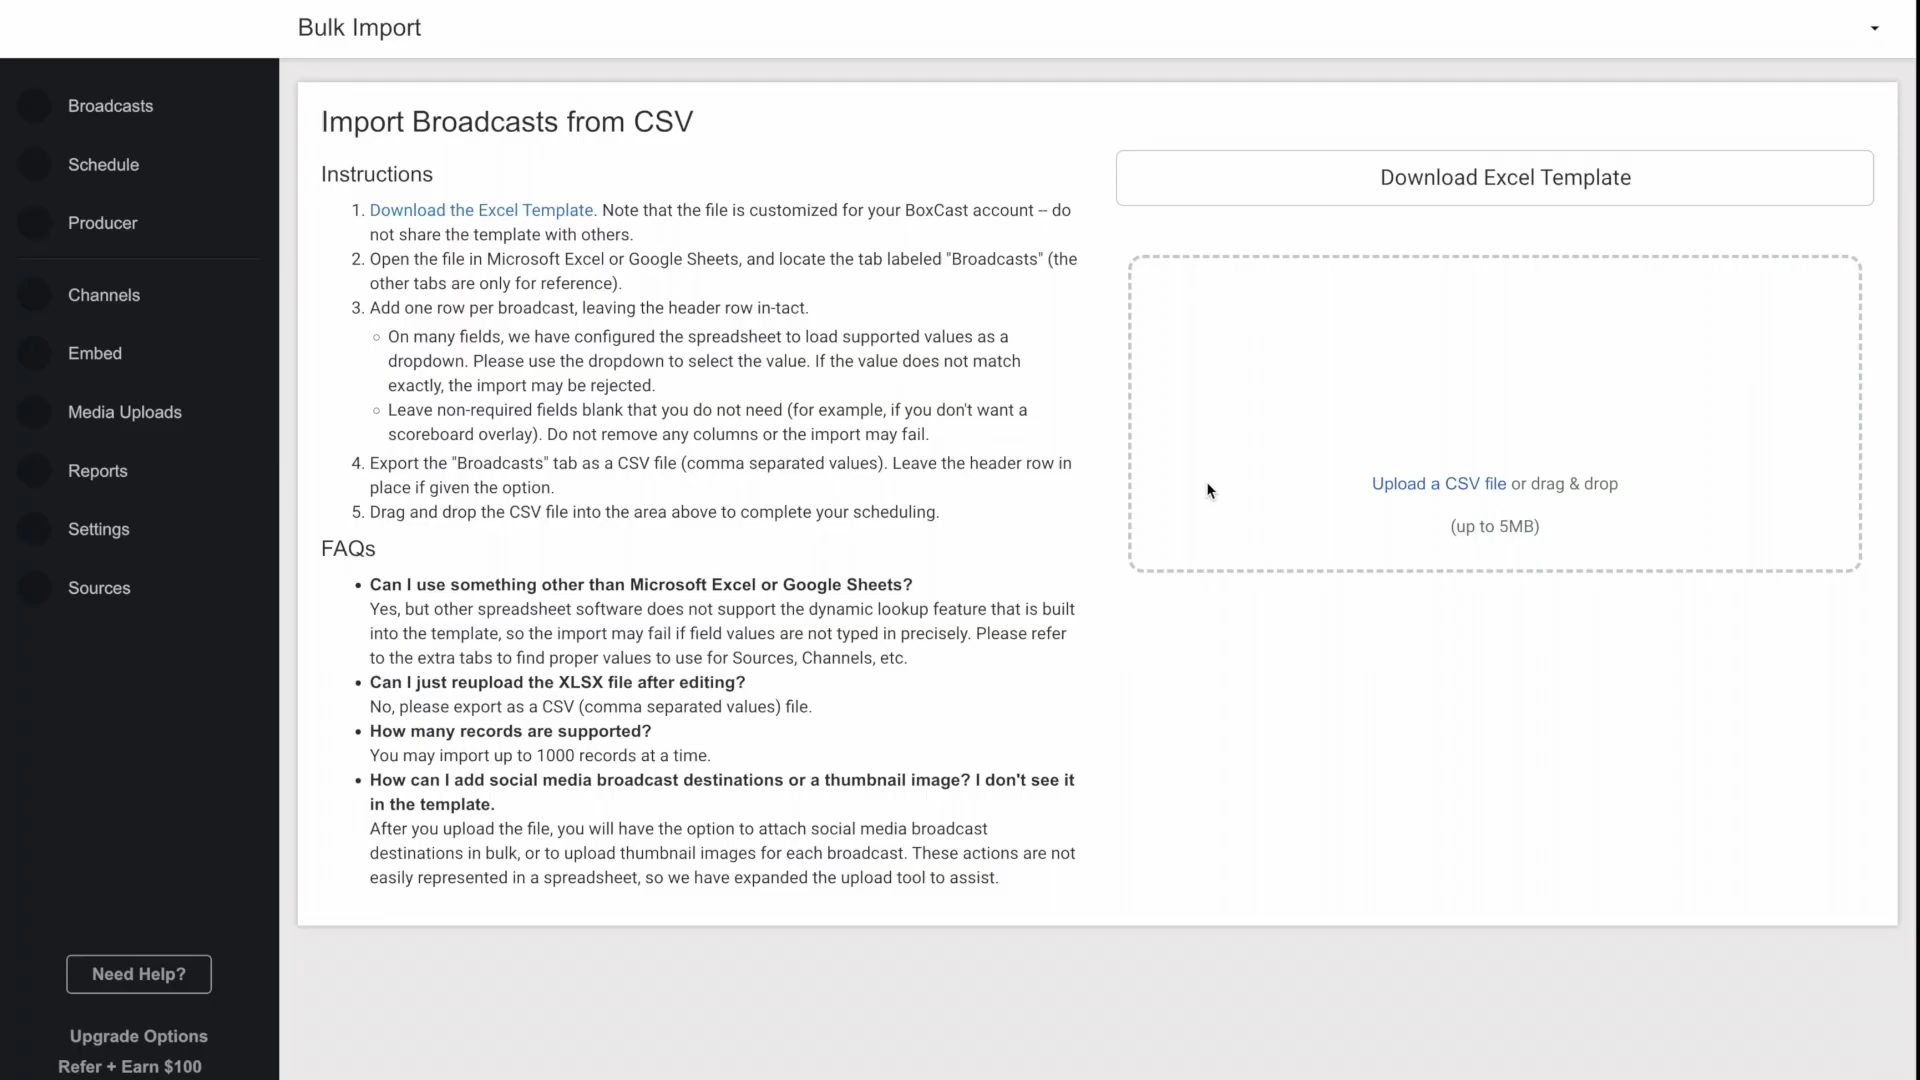 Bulk Import
Broadcasts
Schedule
Producer
Channels
Embed
Media Uploads
Reports
Settings
Sources
Need Help?
Upgrade Options
Refer + Earn $100
Import Broadcasts from CSV
Instructions
1. Download the Excel Template. Note that the file is customized for your BoxCast account -- do
not share the template with others.
2. Open the file in Microsoft Excel or Google Sheets, and locate the tab labeled "Broadcasts" (the
other tabs are only for reference).
3. Add one row per broadcast, leaving the header row in-tact.
◦ On many fields, we have configured the spreadsheet to load supported values as a
dropdown. Please use the dropdown to select the value. If the value does not match
exactly, the import may be rejected.
◦ Leave non-required fields blank that you do not need (for example, if you don't want a
scoreboard overlay). Do not remove any columns or the import may fail.
4. Export the "Broadcasts" tab as a CSV file (comma separated values). Leave the header row in
place if given the option.
5. Drag and drop the CSV file into the area above to complete your scheduling.
FAQs
• Can I use something other than Microsoft Excel or Google Sheets?
Yes, but other spreadsheet software does not support the dynamic lookup feature that is built
into the template, so the import may fail if field values are not typed in precisely. Please refer
to the extra tabs to find proper values to use for Sources, Channels, etc.
• Can I just reupload the XLSX file after editing?
No, please export as a CSV (comma separated values) file.
• How many records are supported?
You may import up to 1000 records at a time.
• How can I add social media broadcast destinations or a thumbnail image? I don't see it
in the template.
After you upload the file, you will have the option to attach social media broadcast
destinations in bulk, or to upload thumbnail images for each broadcast. These actions are not
easily represented in a spreadsheet, so we have expanded the upload tool to assist.
Download Excel Template
Upload a CSV file or drag & drop
(up to 5MB)